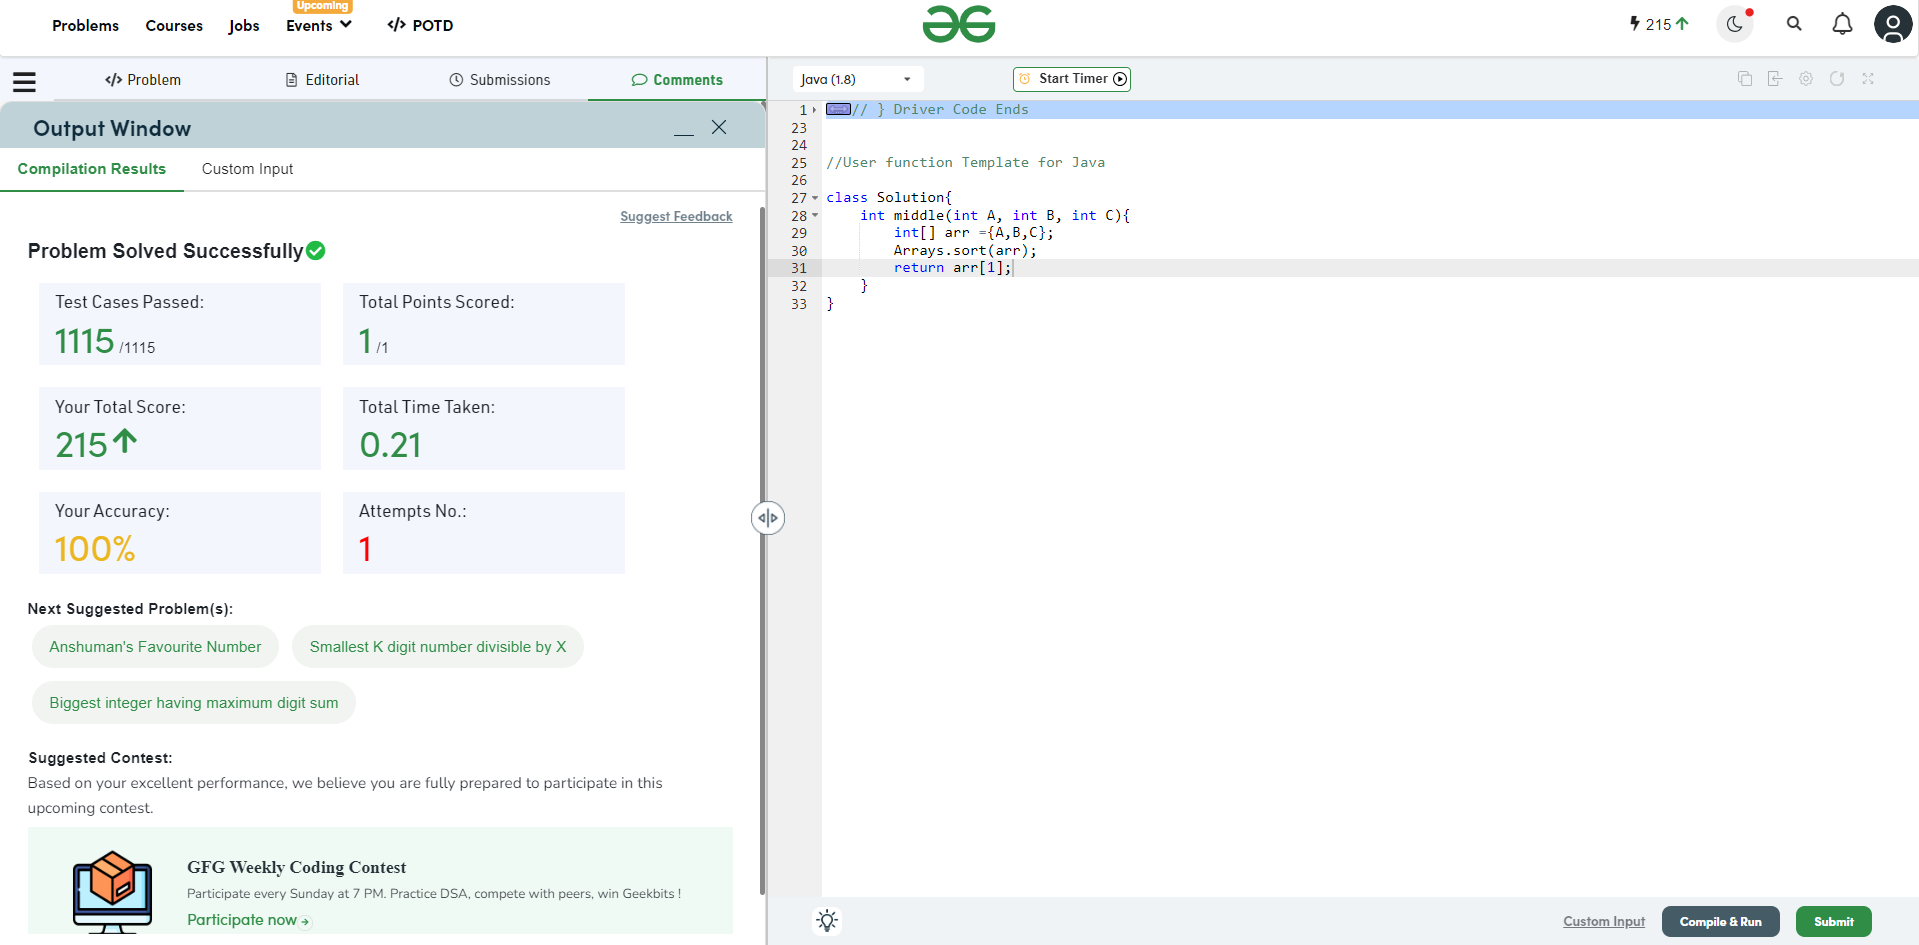 Problems
Courses
Jobs
Upcoming
Events
</> POTD
215
</> Problem
Editorial
Submissions
Comments
Java (1.8)
Start Timer
Output Window
Compilation Results
Custom Input
Suggest Feedback
Problem Solved Successfully
Test Cases Passed:
1115 /1115
Total Points Scored:
1 /1
Your Total Score:
215
Total Time Taken:
0.21
Your Accuracy:
100%
Attempts No.:
1
Next Suggested Problem(s):
Anshuman's Favourite Number
Smallest K digit number divisible by X
Biggest integer having maximum digit sum
Suggested Contest:
Based on your excellent performance, we believe you are fully prepared to participate in this
upcoming contest.
GFG Weekly Coding Contest
Participate every Sunday at 7 PM. Practice DSA, compete with peers, win Geekbits !
Participate now
1 // } Driver Code Ends
23
24
25 //User function Template for Java
26
27 class Solution{
28 int middle(int A, int B, int C){
29 int[] arr ={A,B,C};
30 Arrays.sort(arr);
31 return arr[1];
32 }
33 }
Custom Input
Compile & Run
Submit